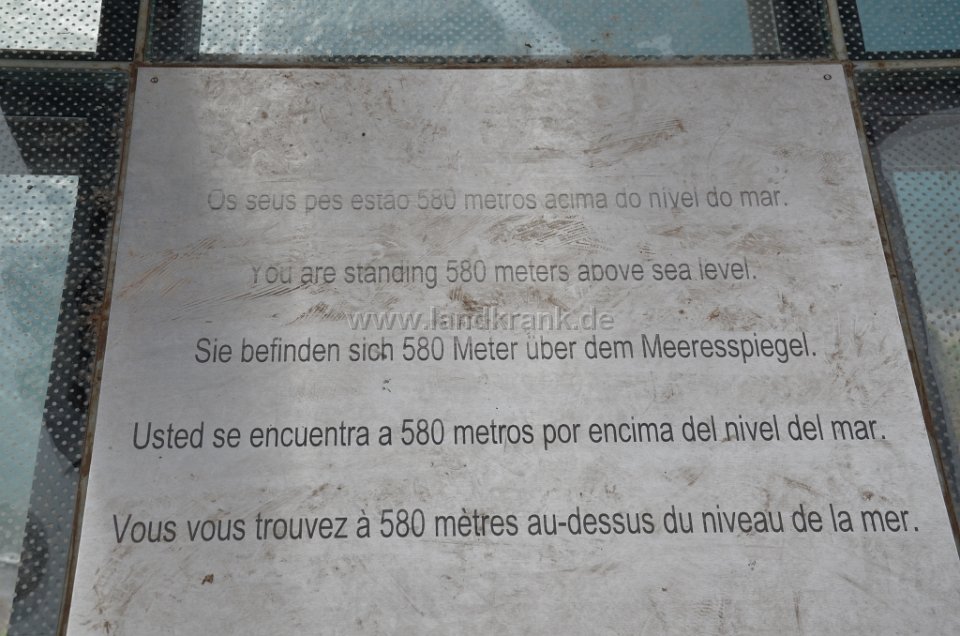 Os seus pes estão 580 metros acima do nivel do mar.
You are standing 580 meters above sea level.
www.landkrank.de
Sie befinden sich 580 Meter über dem Meeresspiegel.
Usted se encuentra a 580 metros por encima del nivel del mar.
Vous vous trouvez à 580 mètres au-dessus du niveau de la mer.